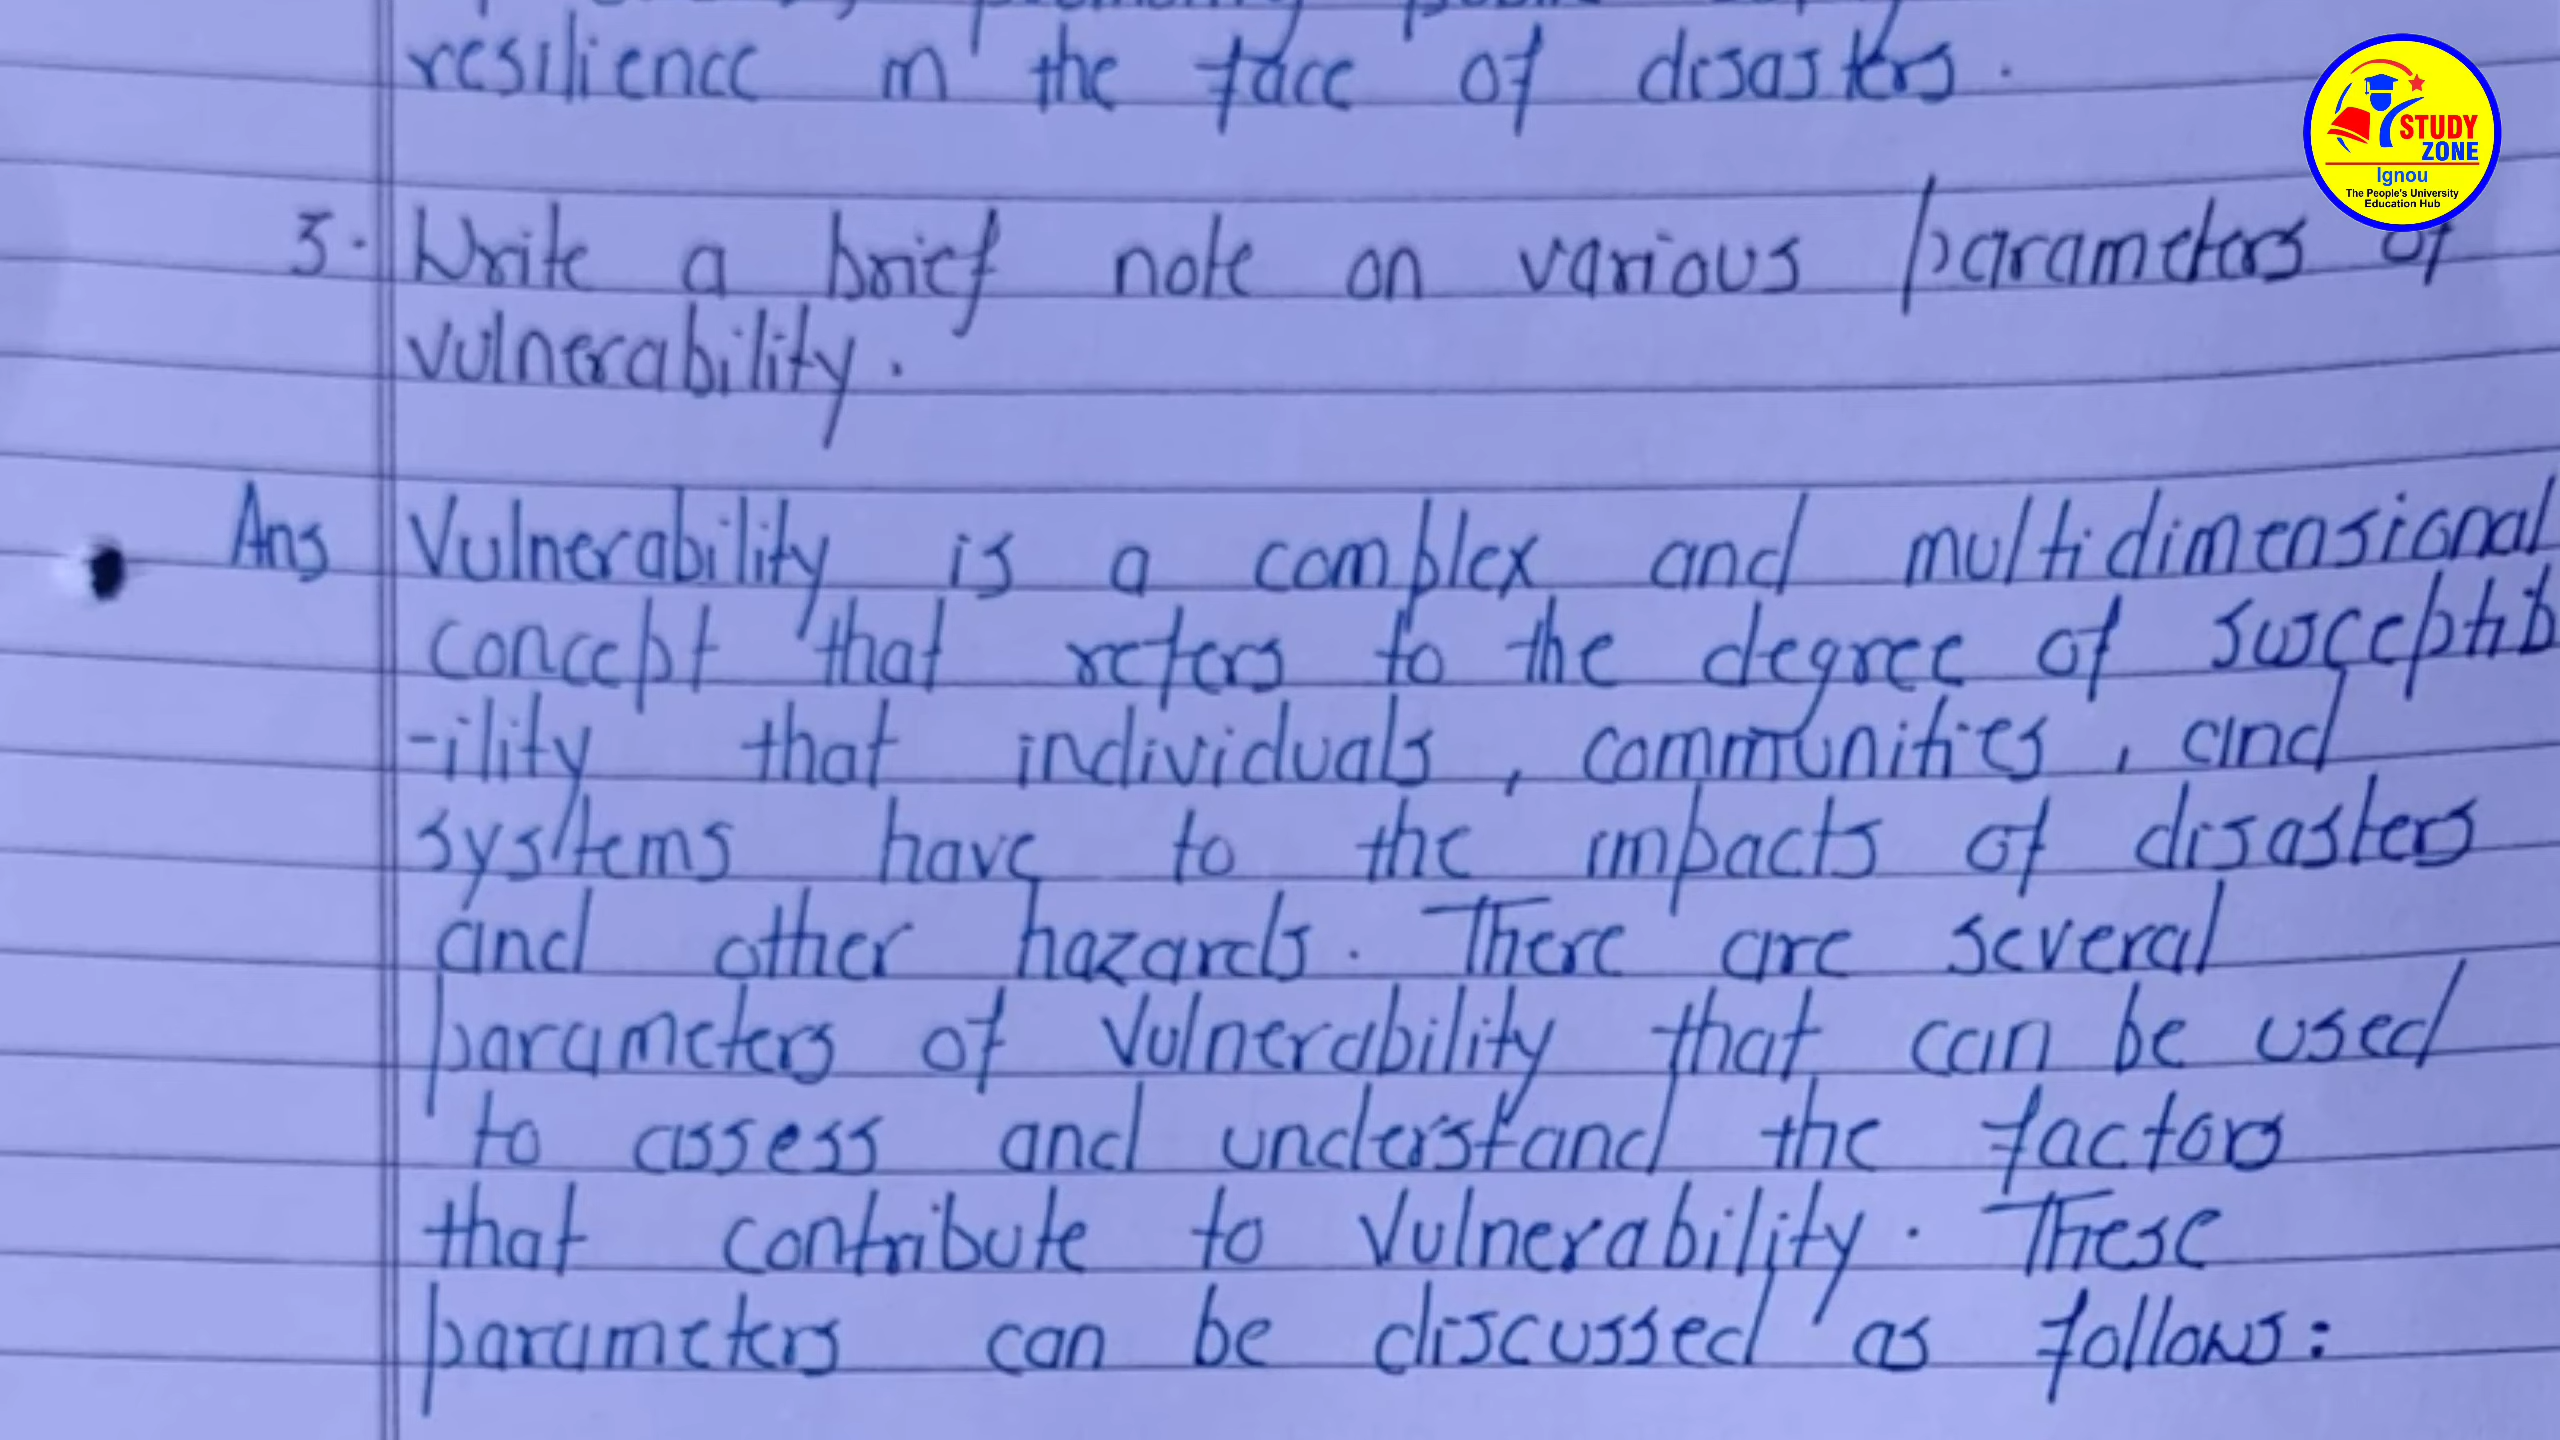 resilience in the face of disasters.
STUDY
ZONE
Ignou
The People's University
Education Hub
3. Write a brief note on various parameters of
vulnerability.
Ans Vulnerability is a complex and multidimensional
concept that refers to the degree of susceptib
-ility that individuals, communities, and
systems have to the impacts of disasters
and other hazards. There are several
parameters of Vulnerability that can be used
to assess and understand the factors
that contribute to Vulnerability. These
parameters can be discussed as follows: